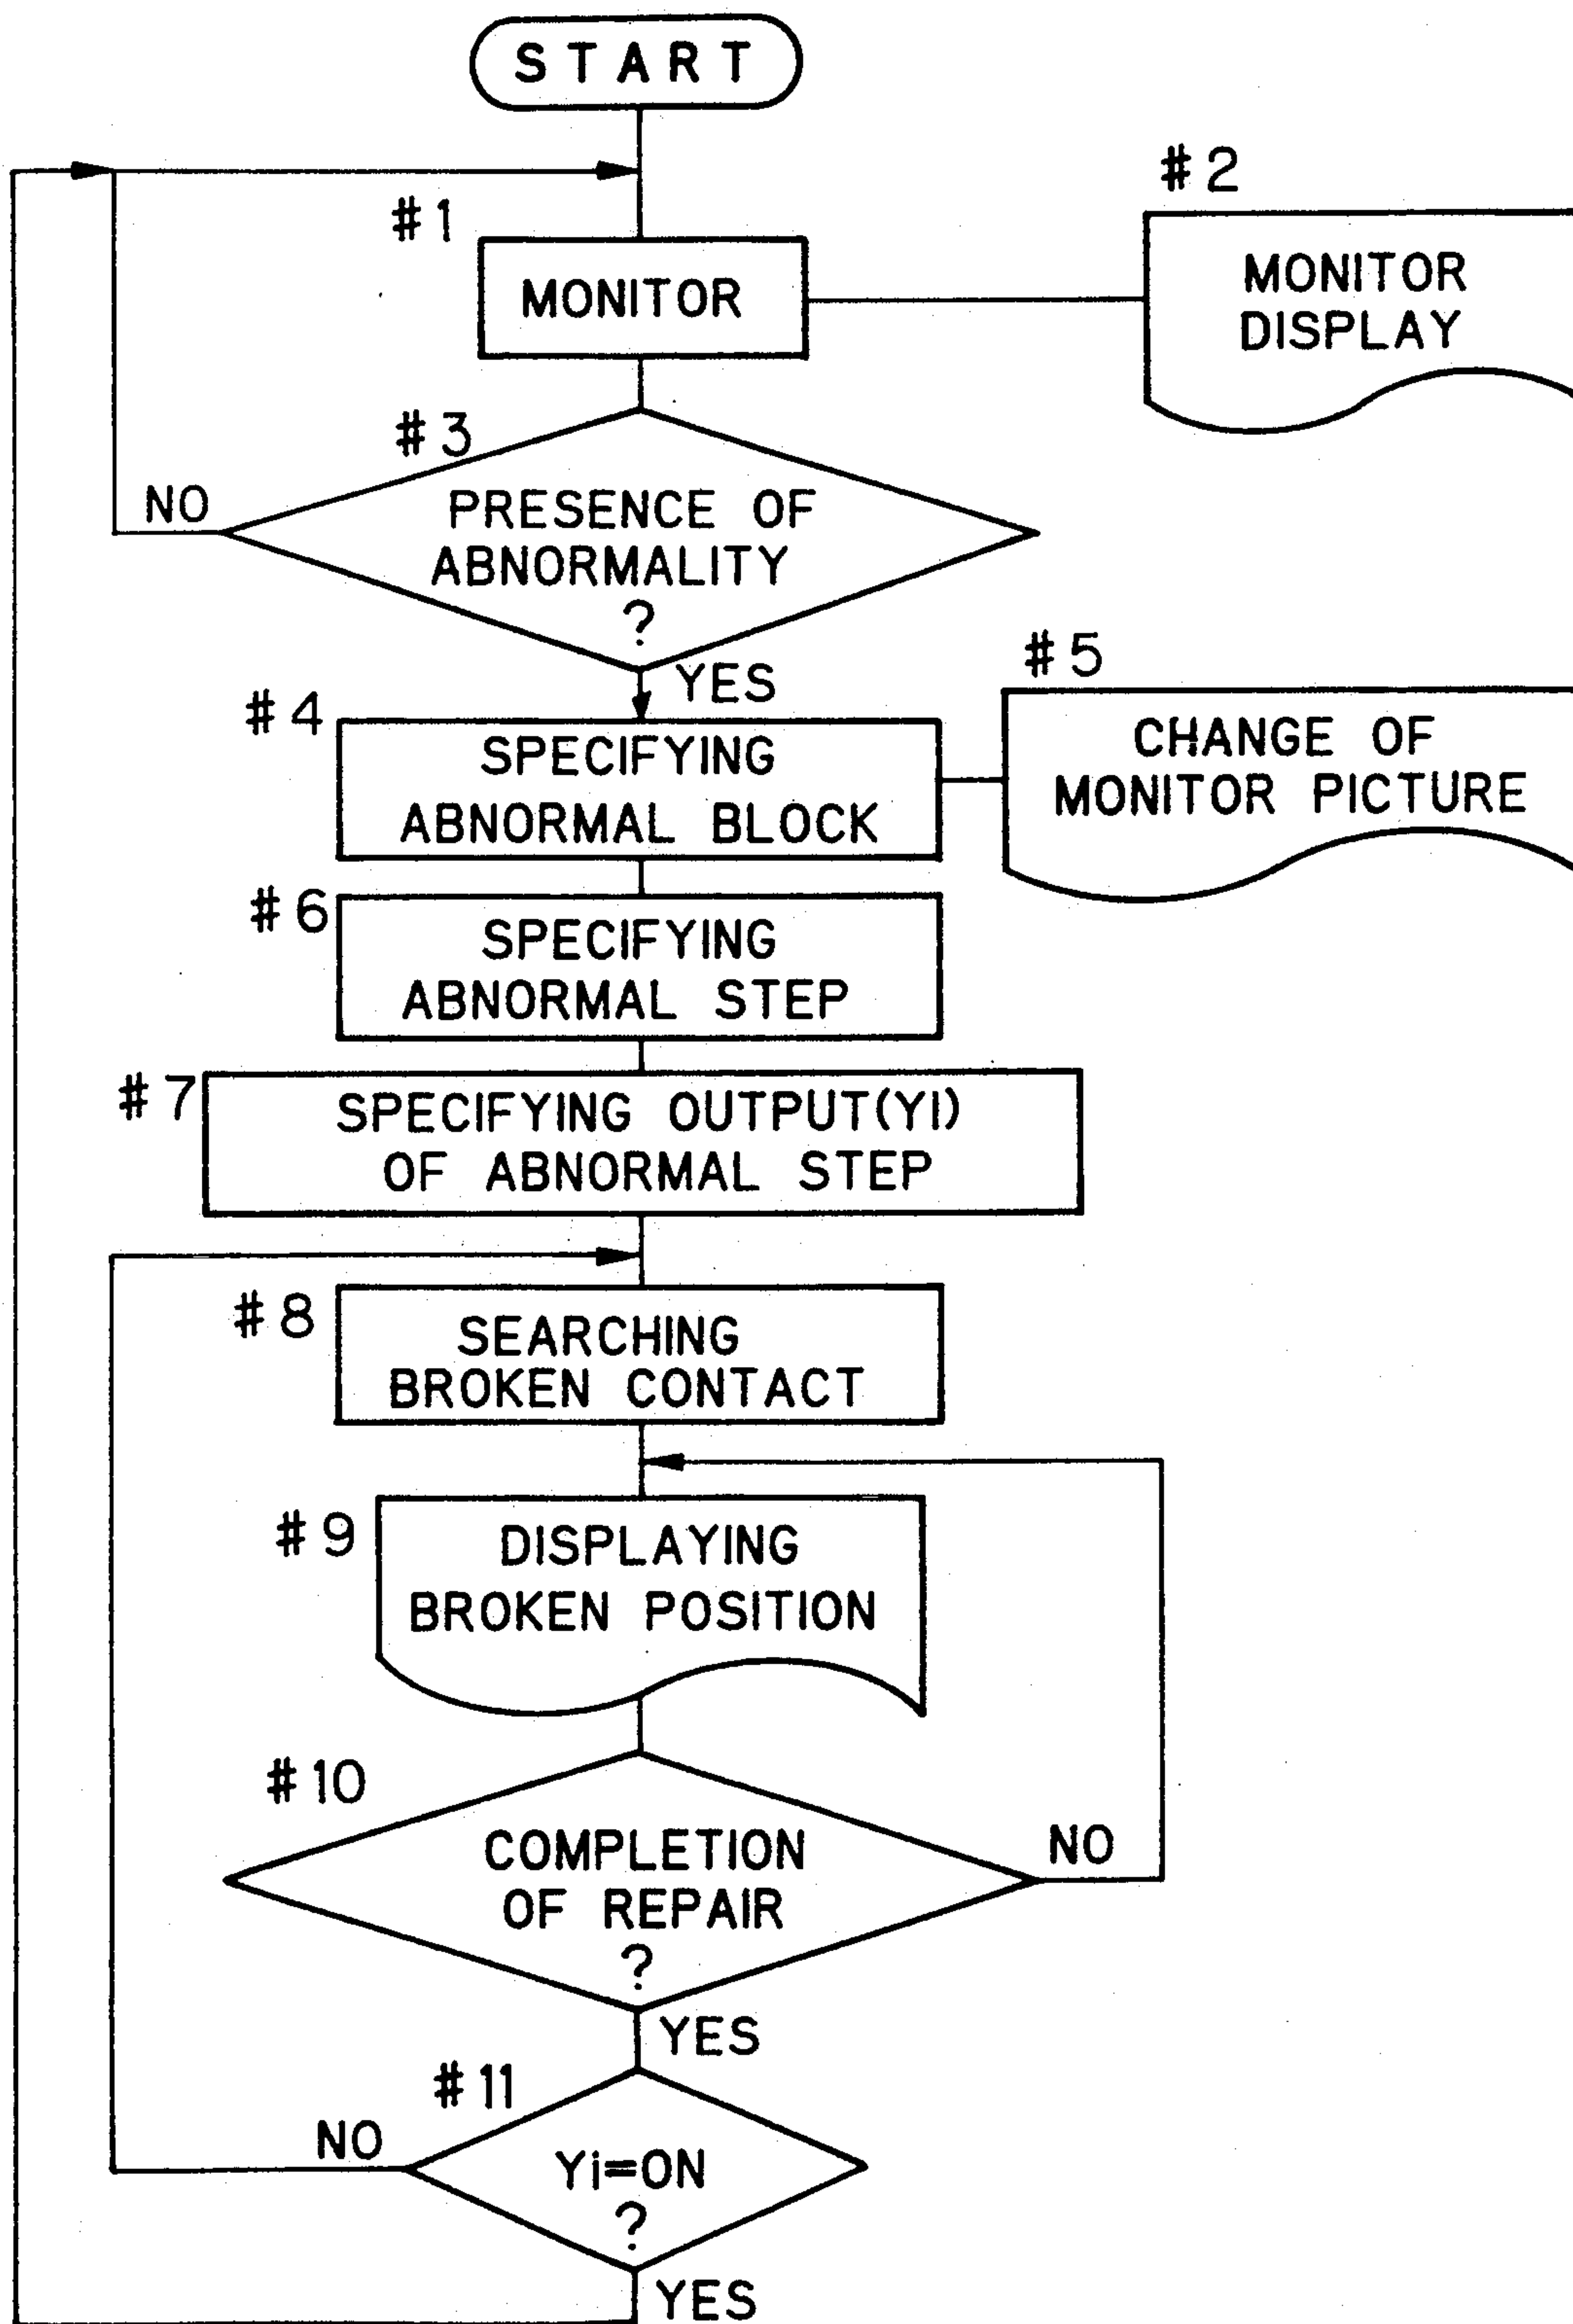 START
#1
MONITOR
#2
MONITOR
DISPLAY
#3
NO
PRESENCE OF
ABNORMALITY
?
YES
#4
SPECIFYING
ABNORMAL BLOCK
#5
CHANGE OF
MONITOR PICTURE
#6
SPECIFYING
ABNORMAL STEP
#7
SPECIFYING OUTPUT(YI)
OF ABNORMAL STEP
#8
SEARCHING
BROKEN CONTACT
#9
DISPLAYING
BROKEN POSITION
#10
COMPLETION
OF REPAIR
?
NO
YES
#11
NO
Yi=ON
?
YES